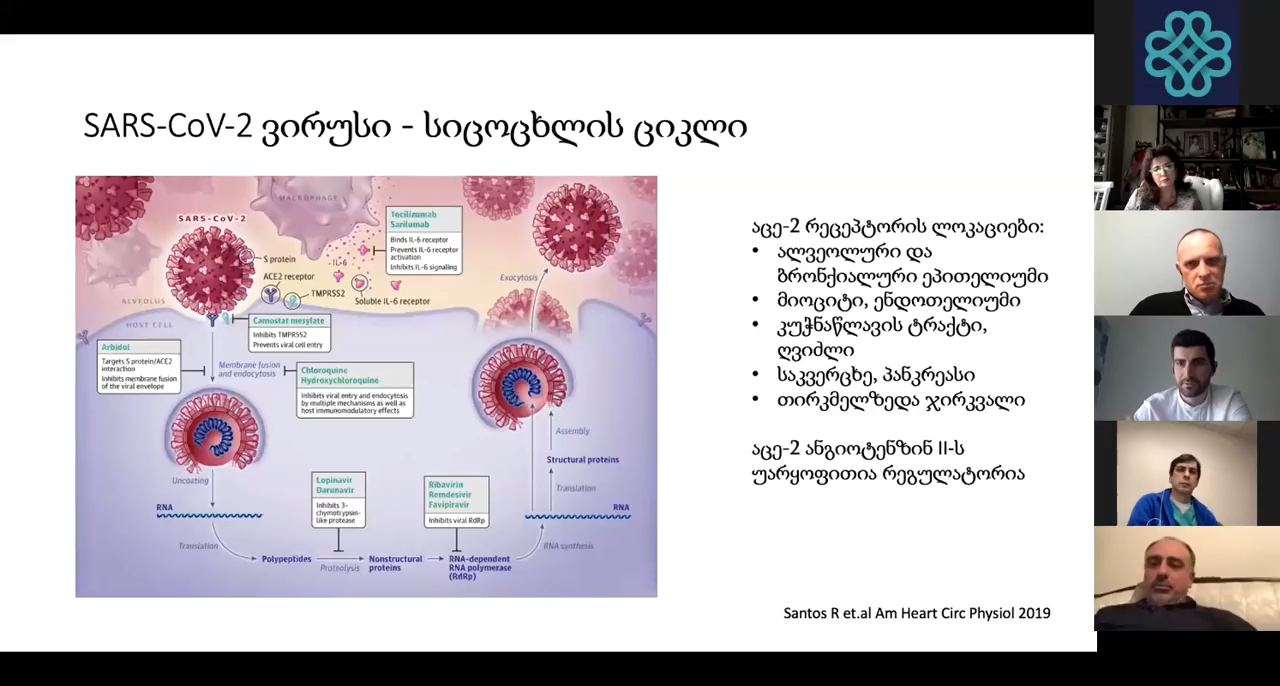 SARS-CoV-2 ვირუსი - სიცოცხლის ციკლი
MACROPHAGE
SARS-CoV-2
Tocilizumab
Sarilumab
Binds IL-6 receptor
Prevents IL-6 receptor
activation
Inhibits IL-6 signaling
S protein
IL-6
ACE2 receptor
TMPRSS2
Soluble IL-6 receptor
Exocytosis
ALVEOLUS
HOST CELL
Camostat mesylate
Inhibits TMPRSS2
Prevents viral cell entry
Arbidol
Targets S protein/ACE2
interaction
Inhibits membrane fusion
of the viral envelope
Membrane fusion
and endocytosis
Chloroquine
Hydroxychloroquine
Inhibits viral entry and endocytosis
by multiple mechanisms as well as
host immunomodulatory effects
Assembly
Structural proteins
Uncoating
Translation
RNA
RNA
Lopinavir
Darunavir
Inhibits 3-
chymotrypsin-
like protease
Ribavirin
Remdesivir
Favipiravir
Inhibits viral RdRp
Translation
RNA synthesis
Polypeptides
Proteolysis
Nonstructural
proteins
RNA-dependent
RNA polymerase
(RdRp)
აცე-2 რეცეპტორის ლოკაციები:
• ალვეოლური და
ბრონქიალური ეპითელიუმი
• მიოციტი, ენდოთელიუმი
• კუჭნაწლავის ტრაქტი,
ღვიძლი
• საკვერცხე, პანკრეასი
• თირკმელზედა ჯირკვალი
აცე-2 ანგიოტენზინ II-ს
უარყოფითია რეგულატორია
Santos R et.al Am Heart Circ Physiol 2019